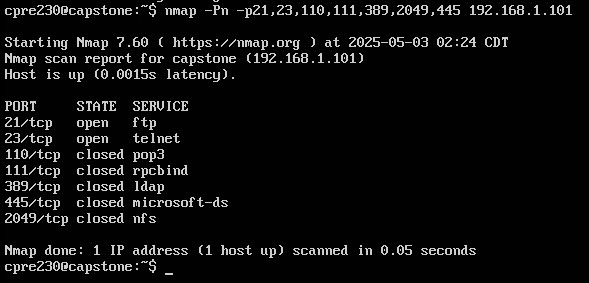 cpre230@capstone:~$ nmap -Pn -p21,23,110,111,389,2049,445 192.168.1.101
Starting Nmap 7.60 ( https://nmap.org ) at 2025-05-03 02:24 CDT
Nmap scan report for capstone (192.168.1.101)
Host is up (0.0015s latency).
PORT     STATE  SERVICE
21/tcp   open   ftp
23/tcp   open   telnet
110/tcp  closed pop3
111/tcp  closed rpcbind
389/tcp  closed ldap
445/tcp  closed microsoft-ds
2049/tcp closed nfs
Nmap done: 1 IP address (1 host up) scanned in 0.05 seconds
cpre230@capstone:~$ _